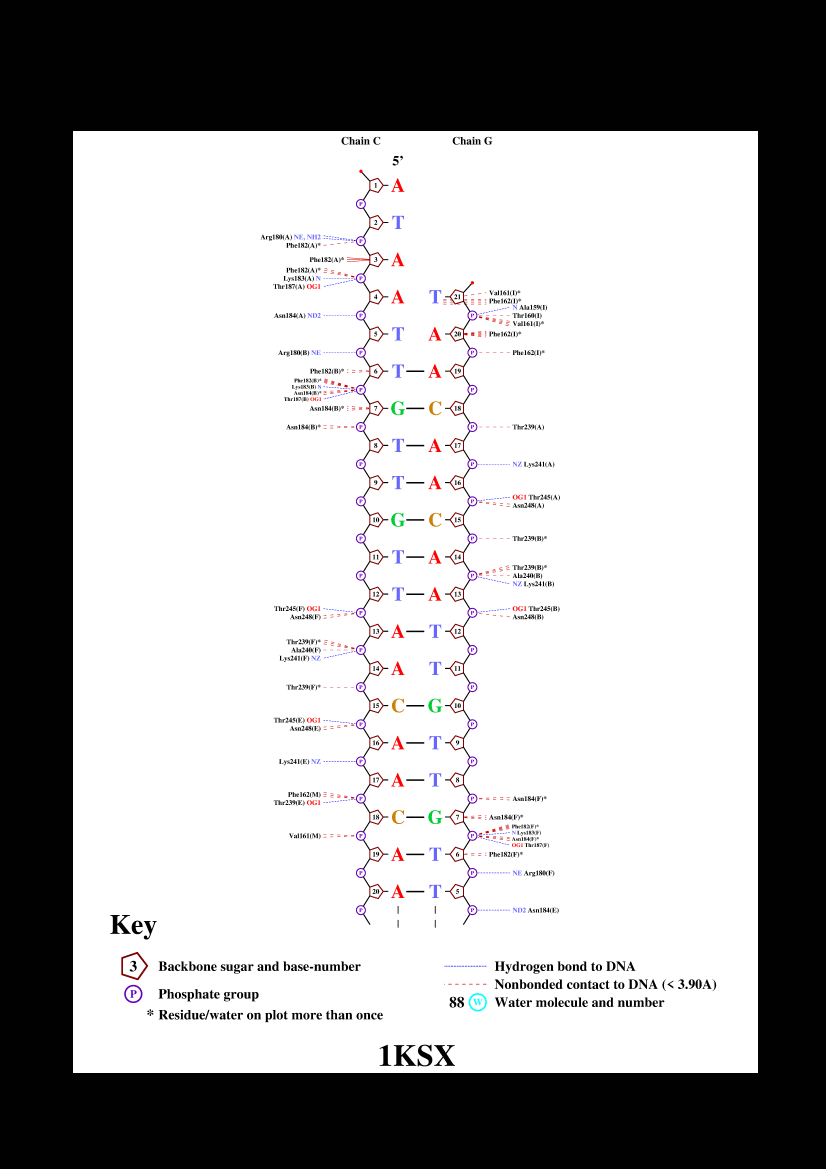 Chain C Chain G
5’
1 A
P
2 T
Arg180(A) NE, NH2 P
Phe182(A)*
Phe182(A)* 3 A
Phe182(A)*
Lys183(A) N P
Thr187(A) OG1
4 A T 21 Val161(I)*
Phe162(I)*
N Ala159(I)
Asn184(A) ND2 P P Thr160(I)
Val161(I)*
5 T A 20 Phe162(I)*
Arg180(B) NE P P Phe162(I)*
Phe182(B)* 6 T A 19
Phe182(B)*
Lys183(B) N P P
Asn184(B)*
Thr187(B) OG1
Asn184(B)* 7 G C 18
Asn184(B)* P P Thr239(A)
8 T A 17
P P NZ Lys241(A)
9 T A 16
P P OG1 Thr245(A)
Asn248(A)
10 G C 15
P P Thr239(B)*
11 T A 14
Thr239(B)*
P P Ala240(B)
NZ Lys241(B)
12 T A 13
Thr245(F) OG1 P P OG1 Thr245(B)
Asn248(F) Asn248(B)
13 A T 12
Thr239(F)*
Ala240(F) P P
Lys241(F) NZ
14 A T 11
Thr239(F)* P P
15 C G 10
Thr245(E) OG1 P P
Asn248(E)
16 A T 9
Lys241(E) NZ P P
17 A T 8
Phe162(M) P P Asn184(F)*
Thr239(E) OG1
18 C G 7 Asn184(F)*
Phe182(F)*
Val161(M) P P N Lys183(F)
Asn184(F)*
OG1 Thr187(F)
19 A T 6 Phe182(F)*
P P NE Arg180(F)
20 A T 5
P P ND2 Asn184(E)
Key
3 Backbone sugar and base-number Hydrogen bond to DNA
Nonbonded contact to DNA (< 3.90A)
P Phosphate group 88 W Water molecule and number
* Residue/water on plot more than once
1KSX